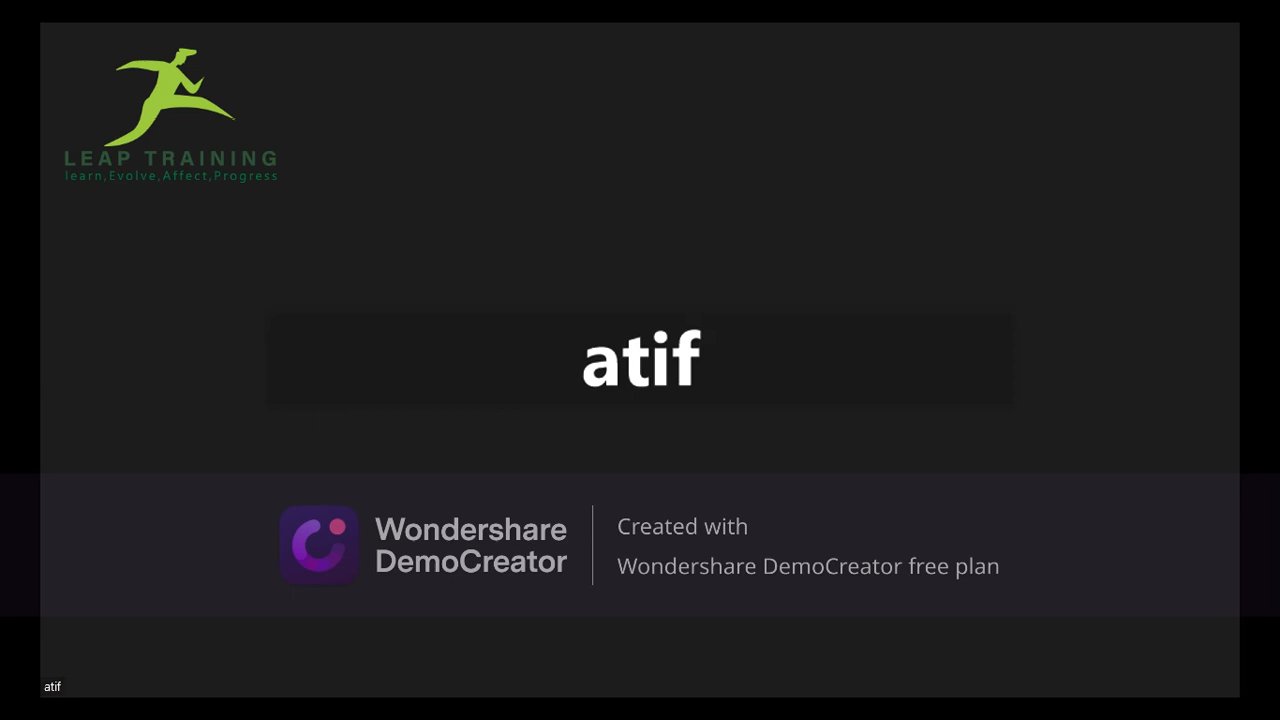 LEAP TRAINING
learn,Evolve,Affect,Progress
atif
Wondershare
DemoCreator
Created with
Wondershare DemoCreator free plan
atif